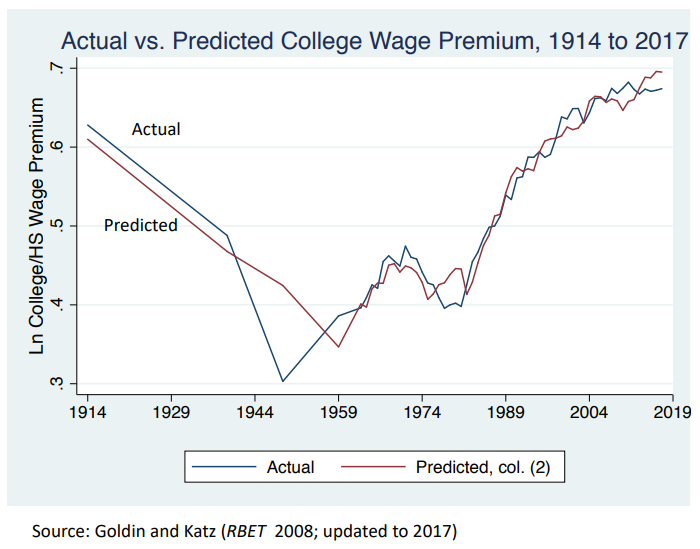 Actual vs. Predicted College Wage Premium, 1914 to 2017
Ln College/HS Wage Premium
.7
.6
.5
.4
.3
Actual
Predicted
1914 1929 1944 1959 1974 1989 2004 2019
Actual Predicted, col. (2)
Source: Goldin and Katz (RBET 2008; updated to 2017)